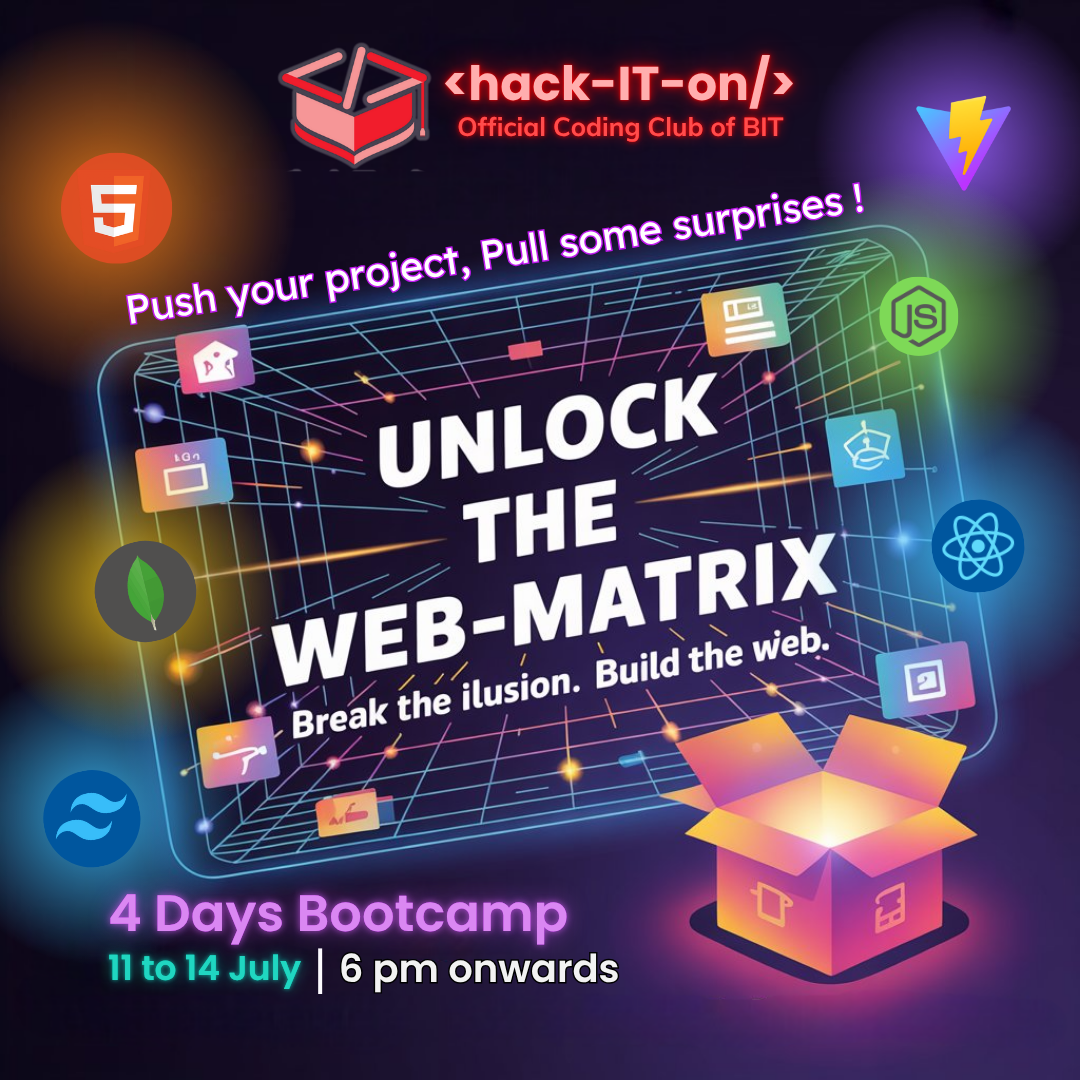 <hack-IT-on/>
Official Coding Club of BIT
Push your project, Pull some surprises !
UNLOCK
THE
WEB-MATRIX
Break the ilusion. Build the web.
4 Days Bootcamp
11 to 14 July | 6 pm onwards
JS